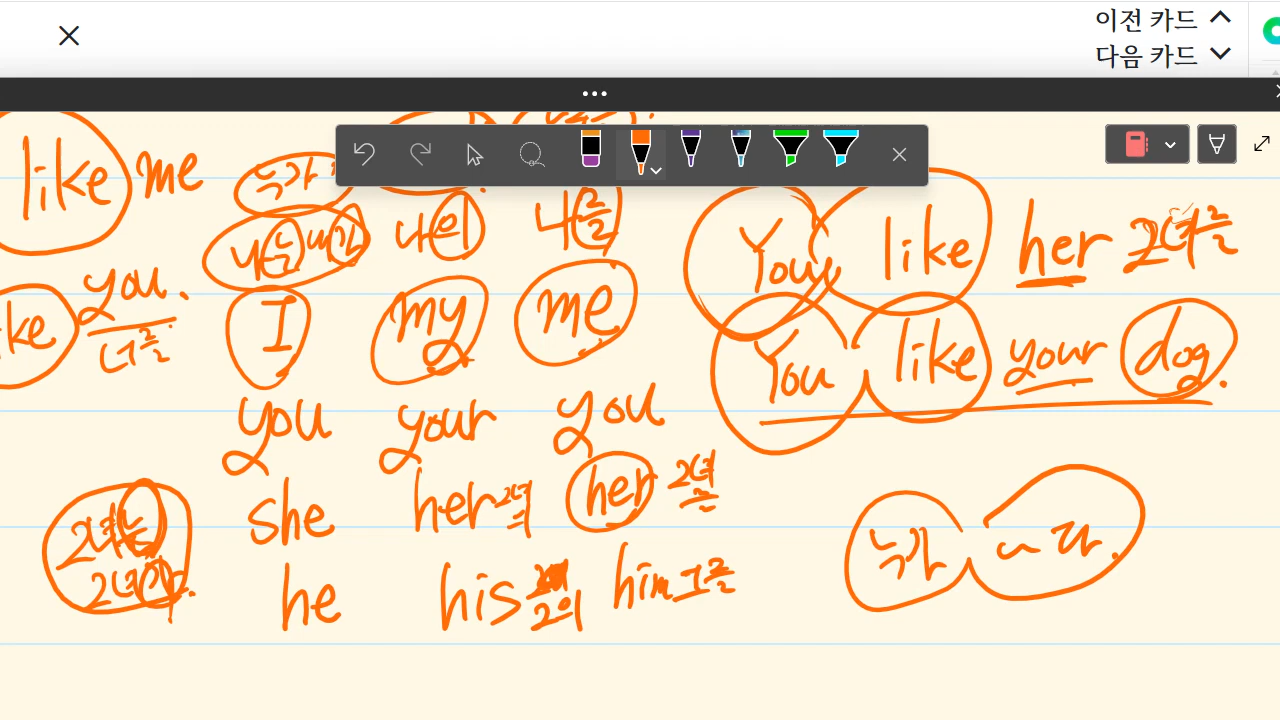 이전 카드
다음 카드
like me 누가
나는 내가 나의 나를
like you. 너를
I my me
you your you
그녀는 she her 그녀의 her 그녀를
그녀가. he his 그의 him 그를
You like her 그녀를
You like your dog.
누가 ~다.